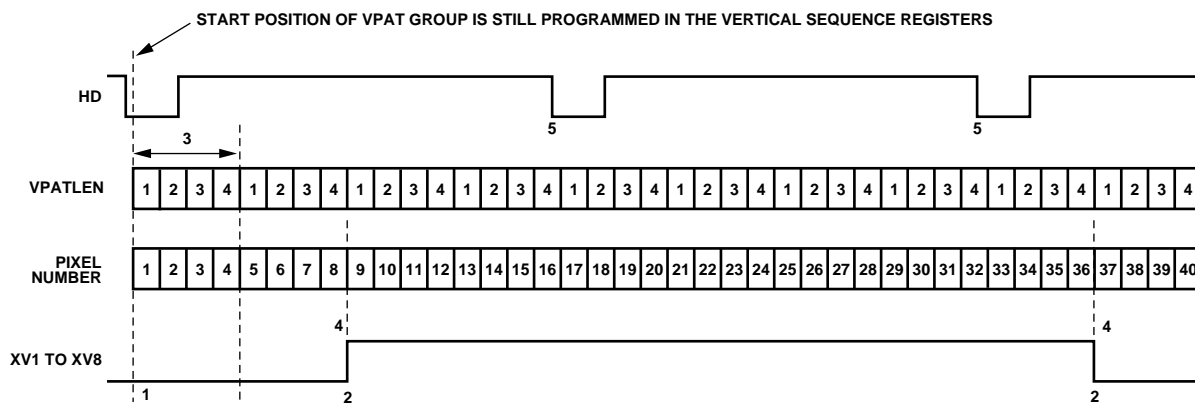 START POSITION OF VPAT GROUP IS STILL PROGRAMMED IN THE VERTICAL SEQUENCE REGISTERS
HD
5 5
3
VPATLEN 1 2 3 4 1 2 3 4 1 2 3 4 1 2 3 4 1 2 3 4 1 2 3 4 1 2 3 4 1 2 3 4 1 2 3 4 1 2 3 4
PIXEL
NUMBER 1 2 3 4 5 6 7 8 9 10 11 12 13 14 15 16 17 18 19 20 21 22 23 24 25 26 27 28 29 30 31 32 33 34 35 36 37 38 39 40
4 4
XV1 TO XV8
1 2 2